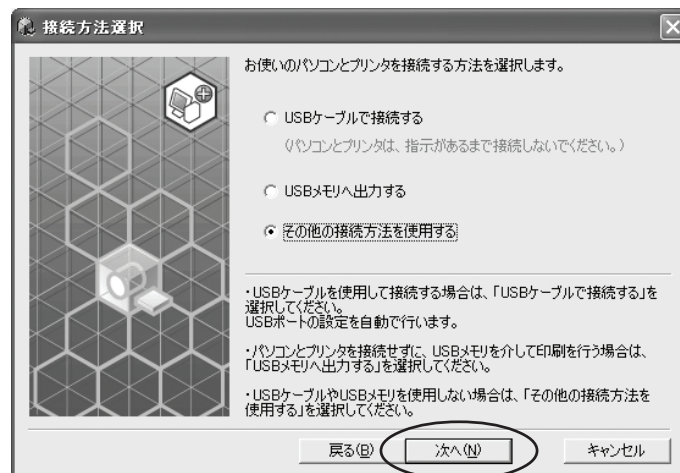 接続方法選択
お使いのパソコンとプリンタを接続する方法を選択します。
USBケーブルで接続する
(パソコンとプリンタは、指示があるまで接続しないでください。)
USBメモリへ出力する
その他の接続方法を使用する
・USBケーブルを使用して接続する場合は、「USBケーブルで接続する」を
選択してください。
USBポートの設定を自動で行います。
・パソコンとプリンタを接続せずに、USBメモリを介して印刷を行う場合は、
「USBメモリへ出力する」を選択してください。
・USBケーブルやUSBメモリを使用しない場合は、「その他の接続方法を
使用する」を選択してください。
戻る(B) 次へ(N) キャンセル